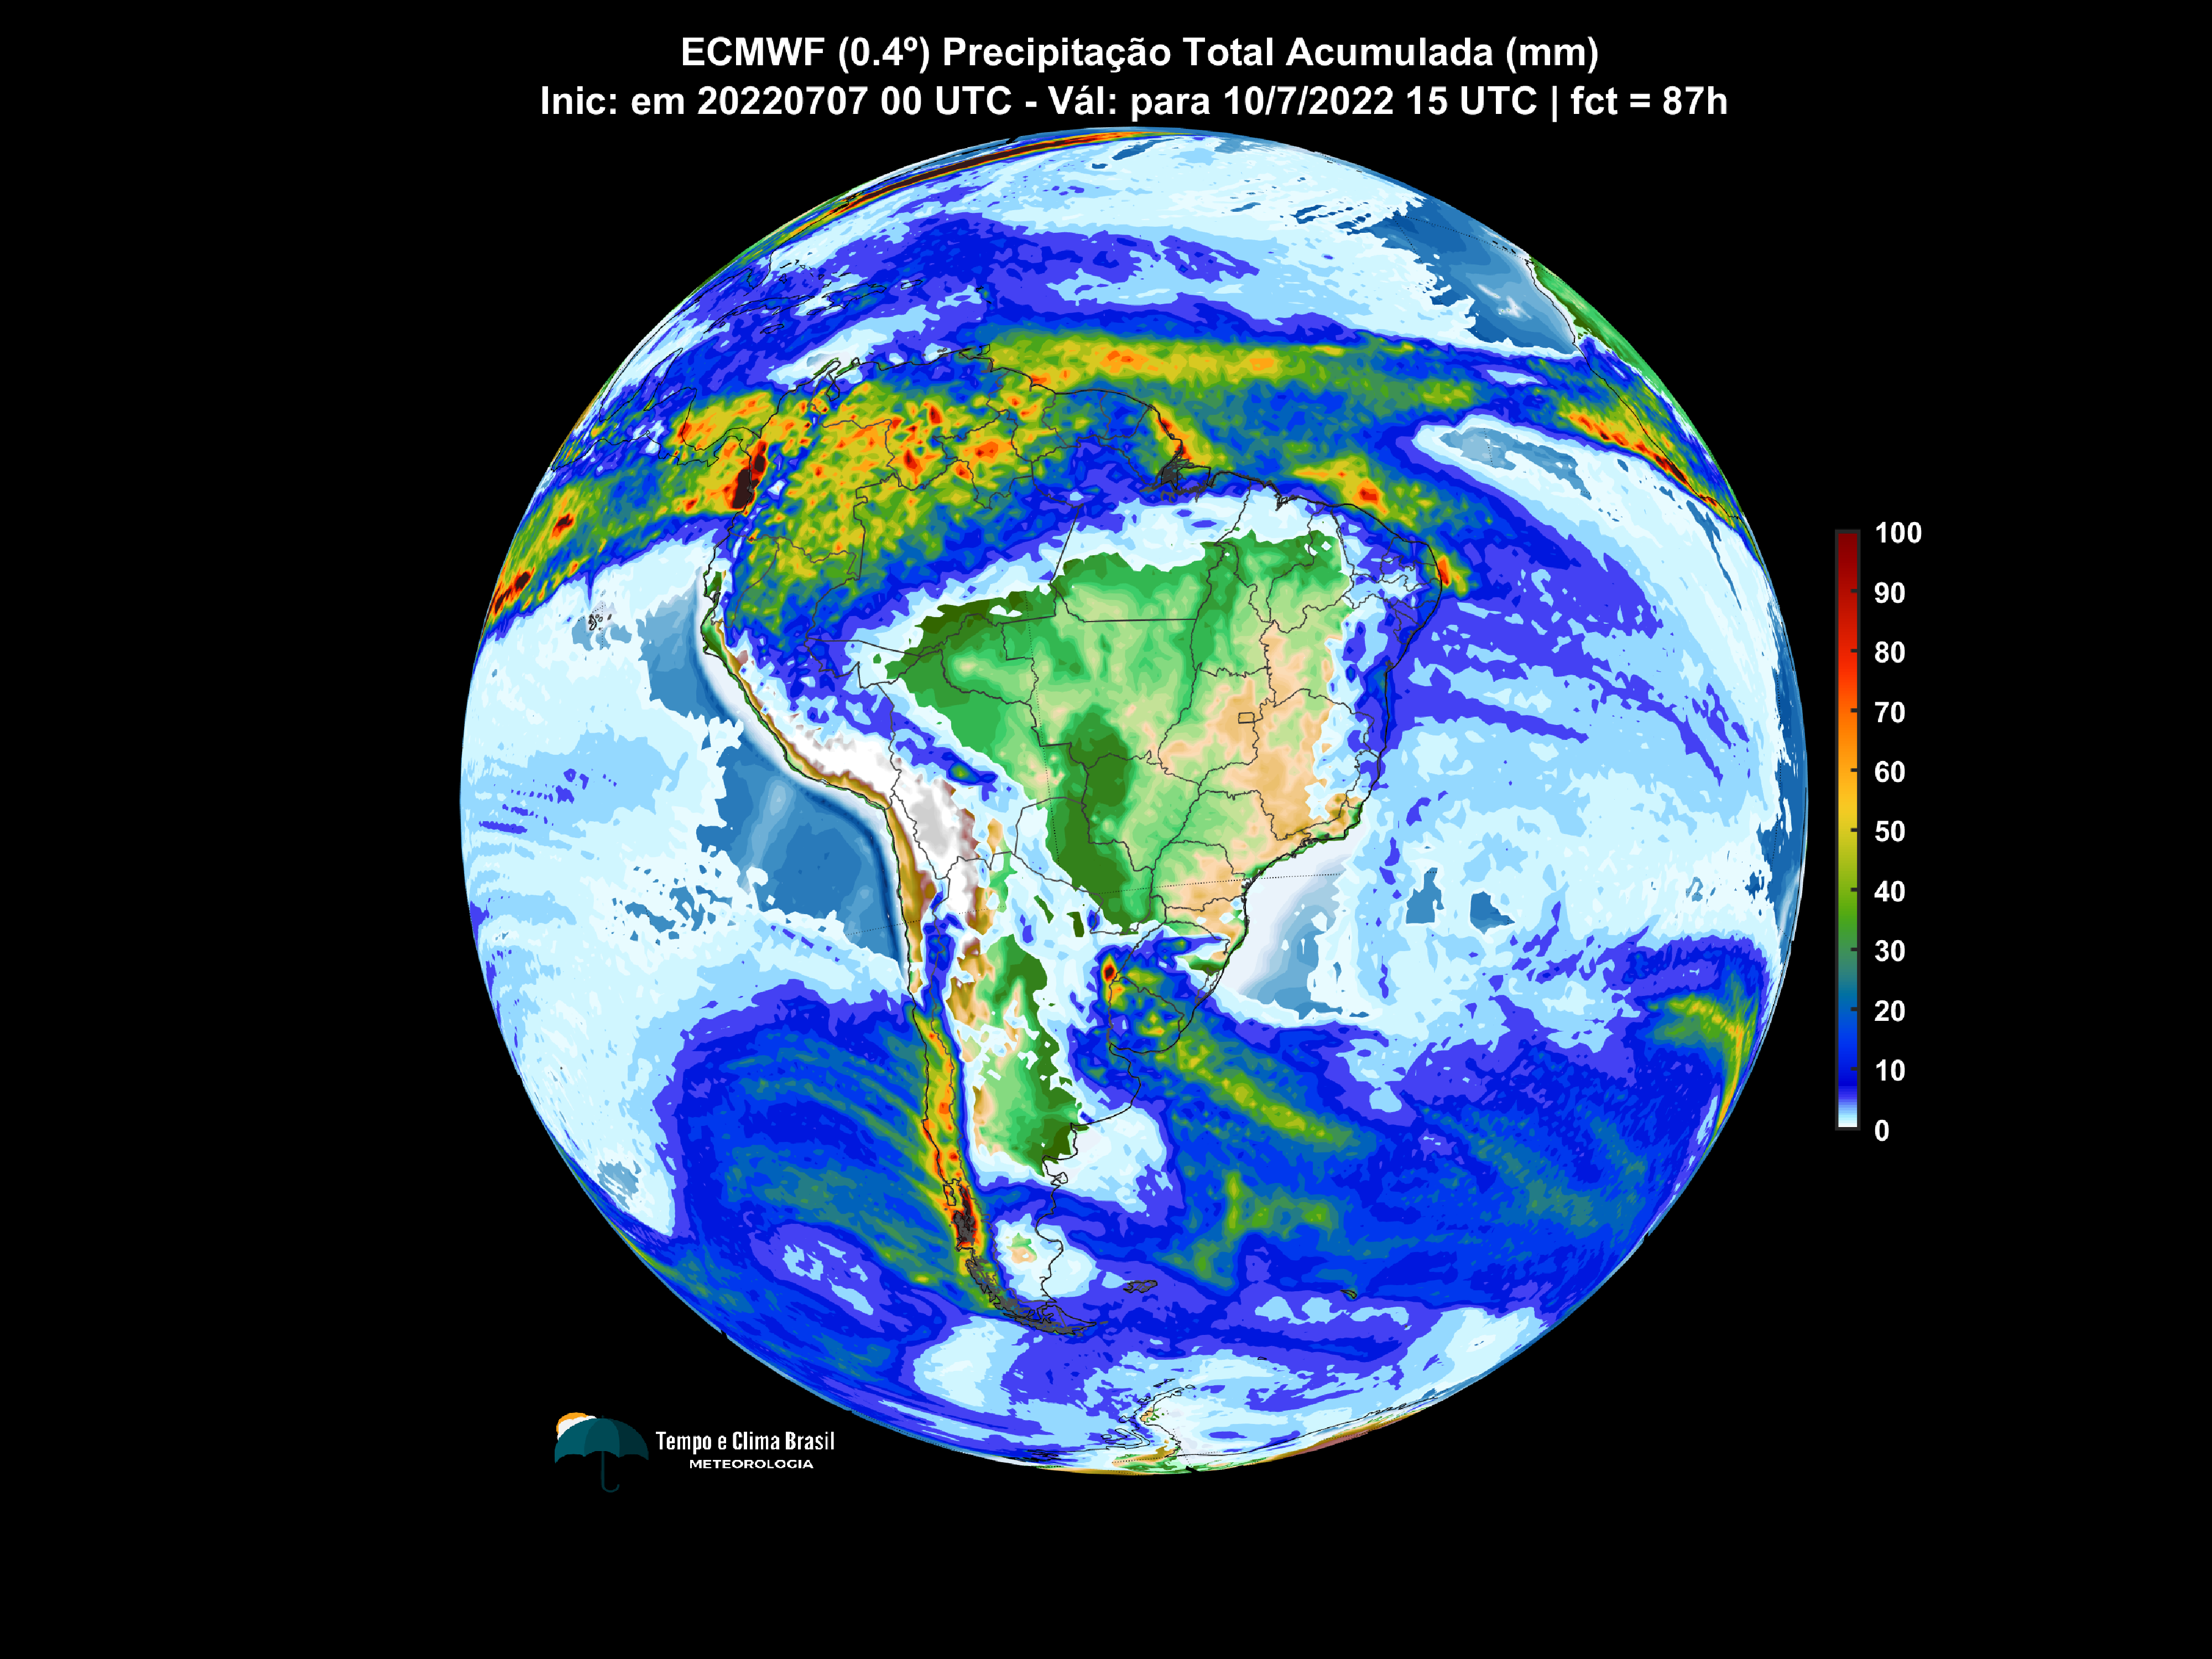 ECMWF (0.4º) Precipitação Total Acumulada (mm)
Inic: em 20220707 00 UTC - Vál: para 10/7/2022 15 UTC | fct = 87h
100
90
80
70
60
50
40
30
20
10
0
Tempo e Clima Brasil
METEOROLOGIA